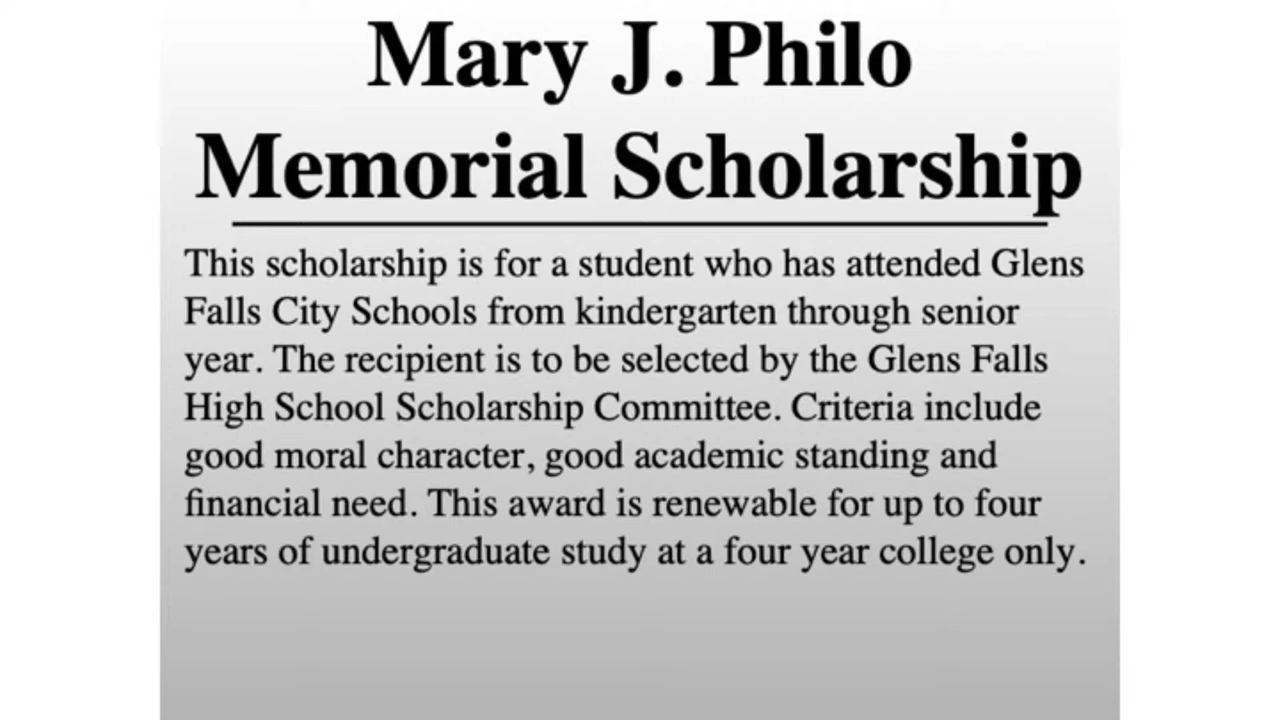 Mary J. Philo
Memorial Scholarship
This scholarship is for a student who has attended Glens
Falls City Schools from kindergarten through senior
year. The recipient is to be selected by the Glens Falls
High School Scholarship Committee. Criteria include
good moral character, good academic standing and
financial need. This award is renewable for up to four
years of undergraduate study at a four year college only.